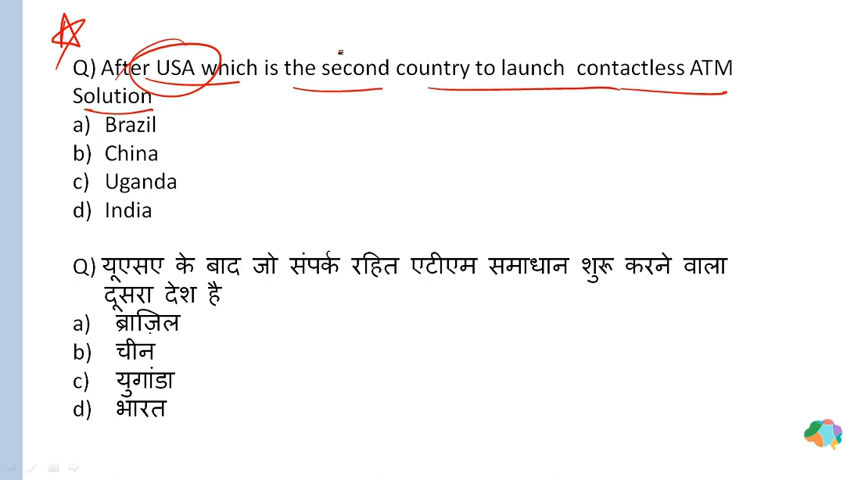 Q) After USA which is the second country to launch contactless ATM
Solution
a) Brazil
b) China
c) Uganda
d) India
Q) यूएसए के बाद जो संपर्क रहित एटीएम समाधान शुरू करने वाला
दूसरा देश है
a) ब्राज़िल
b) चीन
c) युगांडा
d) भारत